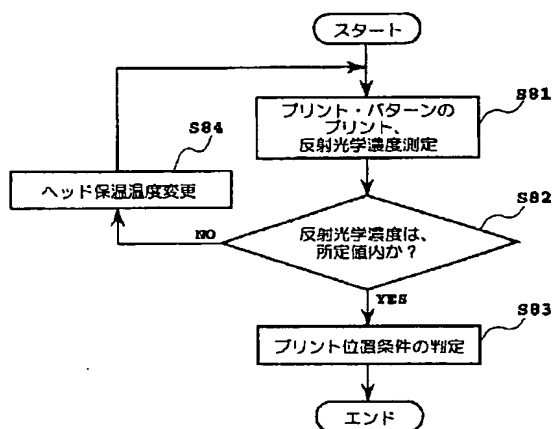 スタート
S81
プリント・パターンの
プリント、
反射光学濃度測定
S84
ヘッド保温温度変更
S82
反射光学濃度は、
所定値内か？
NO
YES
S83
プリント位置条件の判定
エンド